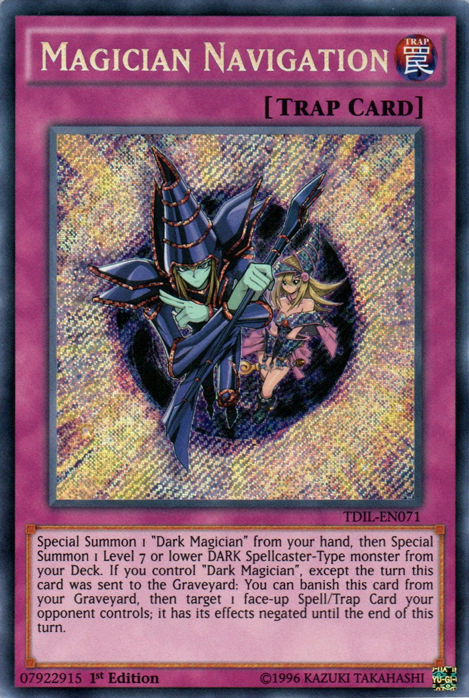 MAGICIAN NAVIGATION
TRAP
罠
[TRAP CARD]
TDIL-EN071
Special Summon 1 "Dark Magician" from your hand, then Special
Summon 1 Level 7 or lower DARK Spellcaster-Type monster from
your Deck. If you control "Dark Magician", except the turn this
card was sent to the Graveyard: You can banish this card from
your Graveyard, then target 1 face-up Spell/Trap Card your
opponent controls; it has its effects negated until the end of this
turn.
07922915 1st Edition ©1996 KAZUKI TAKAHASHI